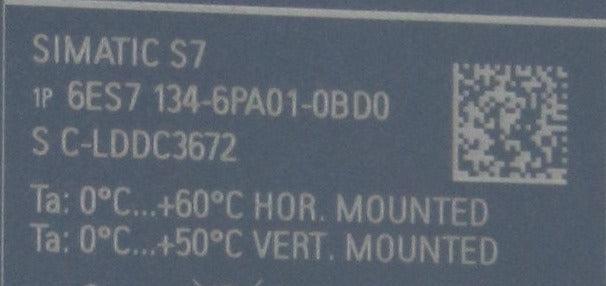 SIMATIC S7
1P 6ES7 134-6PA01-0BD0
S C-LDDC3672
Ta: 0°C...+60°C HOR. MOUNTED
Ta: 0°C...+50°C VERT. MOUNTED